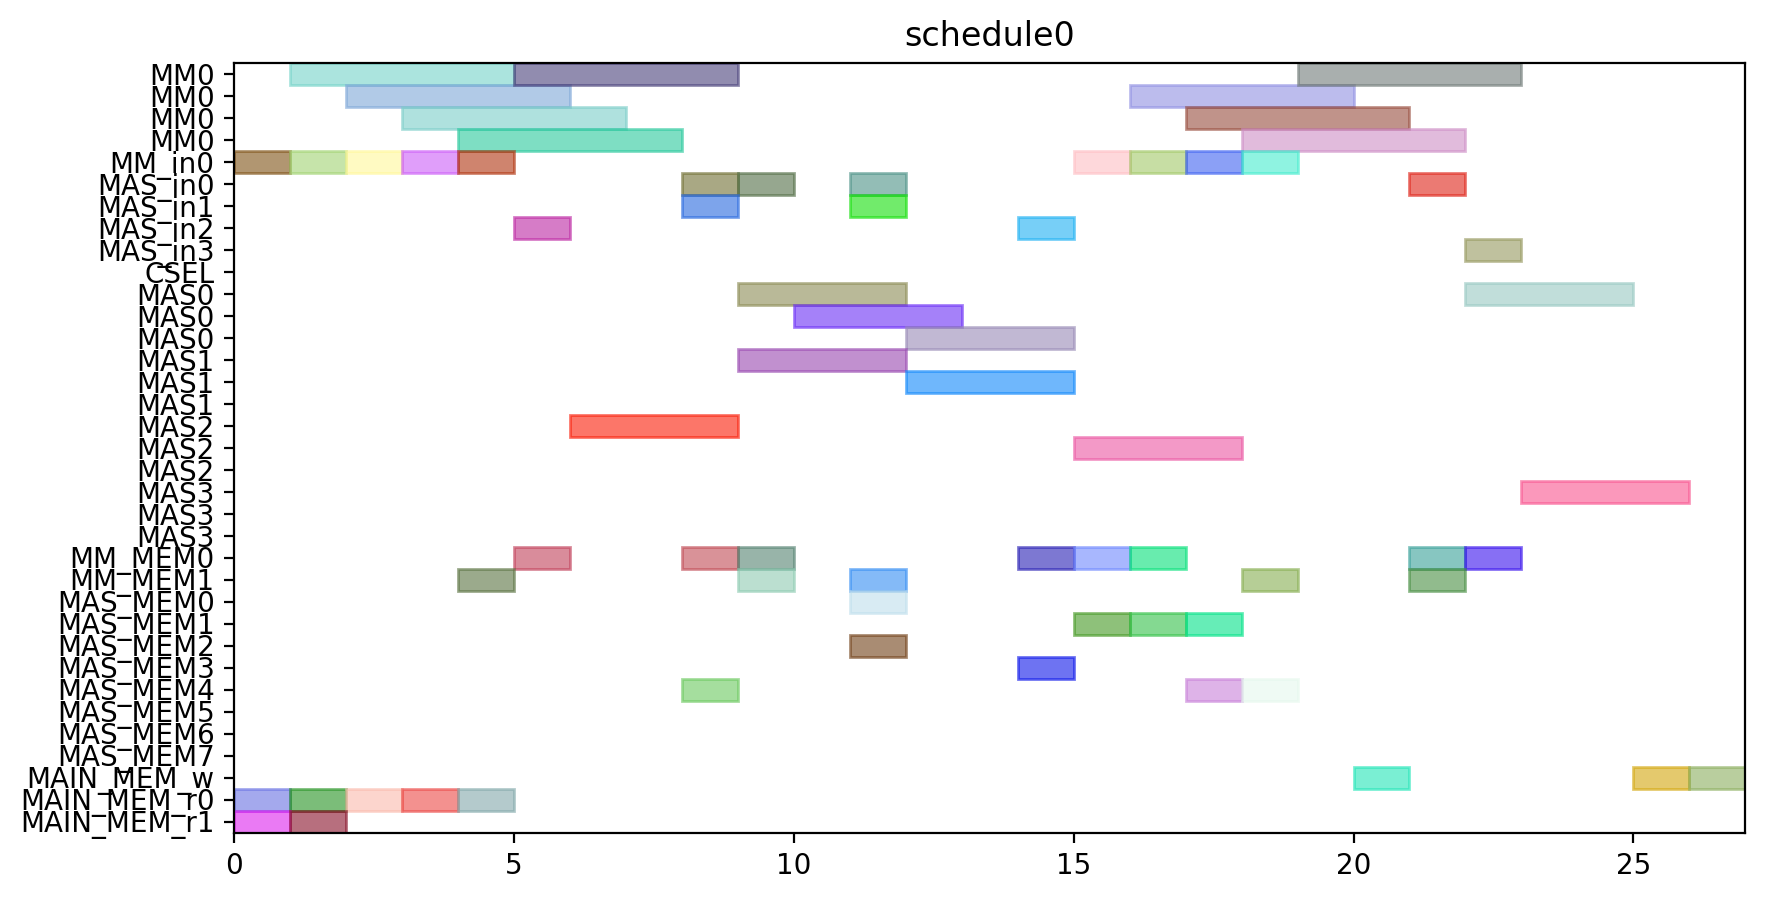 schedule0
MM0
MM0
MM0
MM0
MM_in0
MAS_in0
MAS_in1
MAS_in2
MAS_in3
CSEL
MAS0
MAS0
MAS0
MAS1
MAS1
MAS1
MAS2
MAS2
MAS2
MAS3
MAS3
MAS3
MM_MEM0
MM_MEM1
MAS_MEM0
MAS_MEM1
MAS_MEM2
MAS_MEM3
MAS_MEM4
MAS_MEM5
MAS_MEM6
MAS_MEM7
MAIN_MEM_w
MAIN_MEM_r0
MAIN_MEM_r1
0 5 10 15 20 25